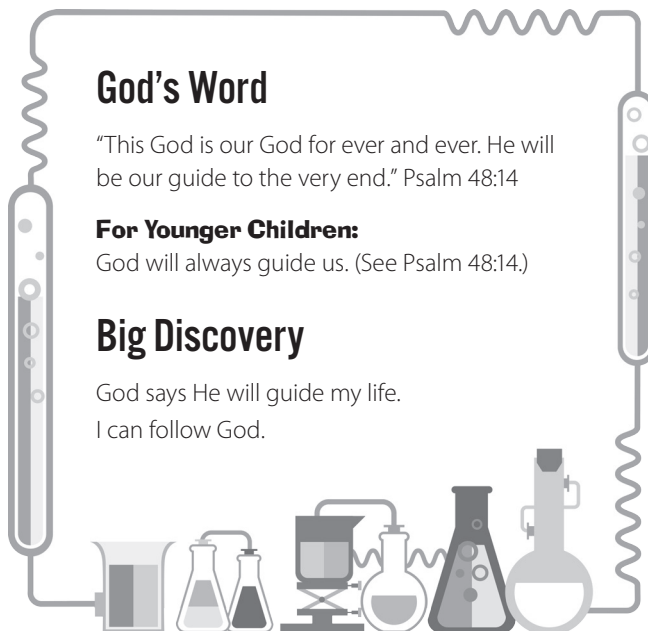 God’s Word
“This God is our God for ever and ever. He will
be our guide to the very end.” Psalm 48:14
For Younger Children:
God will always guide us. (See Psalm 48:14.)
Big Discovery
God says He will guide my life.
I can follow God.